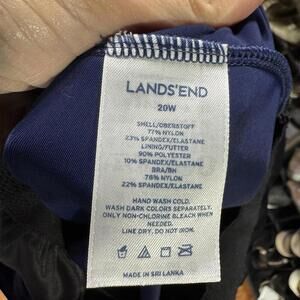 LANDS'END
20W
SHELL/OBERSTOFF
77% NYLON
23% SPANDEX/ELASTANE
LINING/FUTTER
90% POLYESTER
10% SPANDEX/ELASTANE
BRA/BH
78% NYLON
22% SPANDEX/ELASTANE
HAND WASH COLD.
WASH DARK COLORS SEPARATELY.
ONLY NON-CHLORINE BLEACH WHEN
NEEDED.
LINE DRY. DO NOT IRON.
MADE IN SRI LANKA